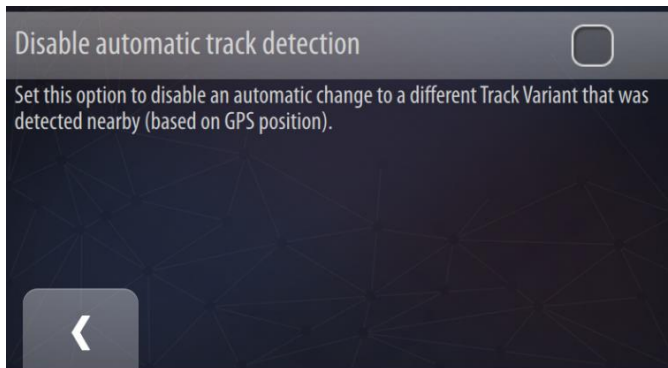 Disable automatic track detection
Set this option to disable an automatic change to a different Track Variant that was
detected nearby (based on GPS position).